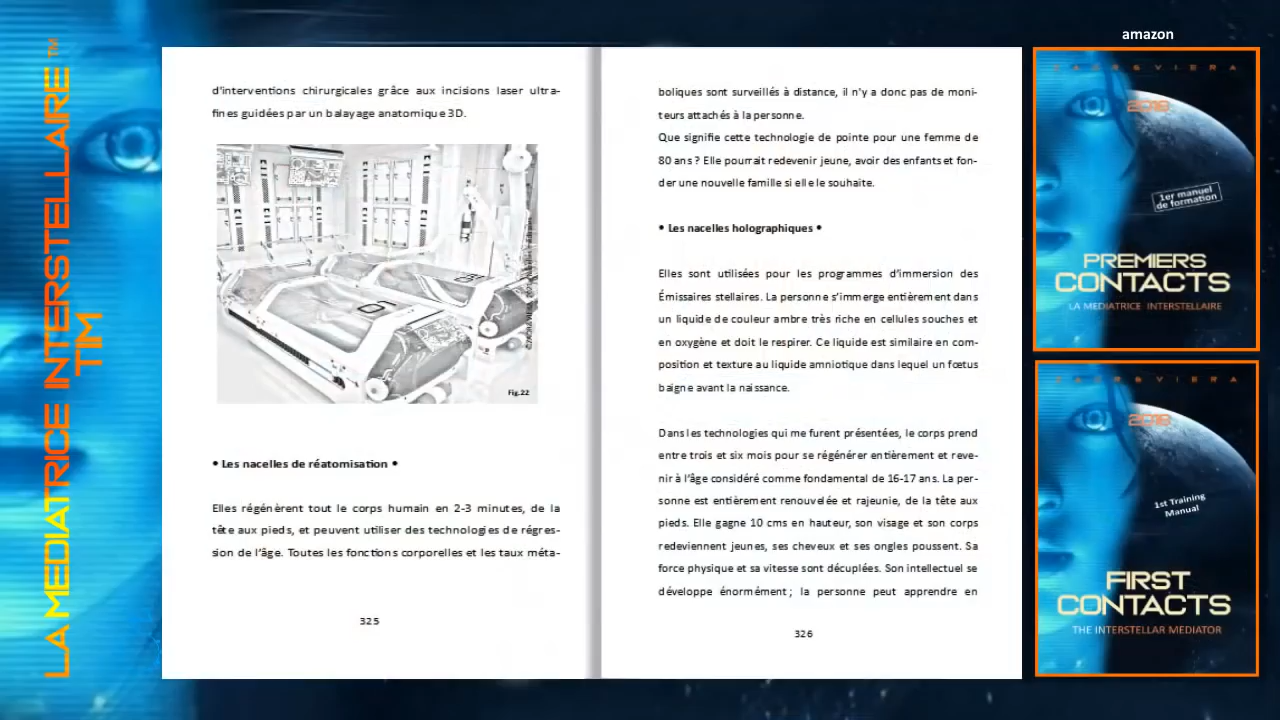 LA MEDIATRICE INTERSTELLAIRE™
TIM
d'interventions chirurgicales grâce aux incisions laser ultra-
fines guidées par un balayage anatomique 3D.
Fig.22
• Les nacelles de réatomisation •
Elles régénèrent tout le corps humain en 2-3 minutes, de la
tête aux pieds, et peuvent utiliser des technologies de régres-
sion de l'âge. Toutes les fonctions corporelles et les taux méta-
325
boliques sont surveillés à distance, il n'y a donc pas de moni-
teurs attachés à la personne.
Que signifie cette technologie de pointe pour une femme de
80 ans ? Elle pourrait redevenir jeune, avoir des enfants et fon-
der une nouvelle famille si elle le souhaite.
• Les nacelles holographiques •
Elles sont utilisées pour les programmes d'immersion des
Émissaires stellaires. La personne s'immerge entièrement dans
un liquide de couleur ambre très riche en cellules souches et
en oxygène et doit le respirer. Ce liquide est similaire en com-
position et texture au liquide amniotique dans lequel un fœtus
baigne avant la naissance.
Dans les technologies qui me furent présentées, le corps prend
entre trois et six mois pour se régénérer entièrement et reve-
nir à l'âge considéré comme fondamental de 16-17 ans. La per-
sonne est entièrement renouvelée et rajeunie, de la tête aux
pieds. Elle gagne 10 cms en hauteur, son visage et son corps
redeviennent jeunes, ses cheveux et ses ongles poussent. Sa
force physique et sa vitesse sont décuplées. Son intellectuel se
développe énormément ; la personne peut apprendre en
326
amazon
2018
1er manuel
de formation
PREMIERS
CONTACTS
LA MEDIATRICE INTERSTELLAIRE
2018
1st Training
Manual
FIRST
CONTACTS
THE INTERSTELLAR MEDIATOR